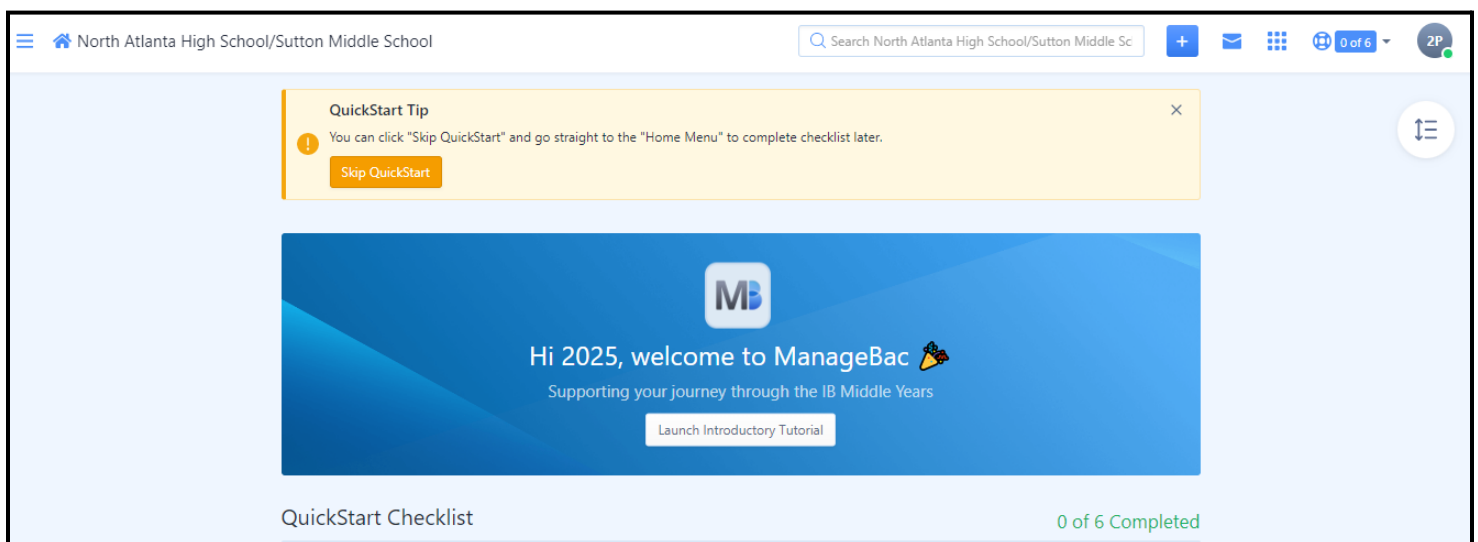 North Atlanta High School/Sutton Middle School
Search North Atlanta High School/Sutton Middle Sc
0 of 6
2P
QuickStart Tip
You can click "Skip QuickStart" and go straight to the "Home Menu" to complete checklist later.
Skip QuickStart
MB
Hi 2025, welcome to ManageBac
Supporting your journey through the IB Middle Years
Launch Introductory Tutorial
QuickStart Checklist
0 of 6 Completed